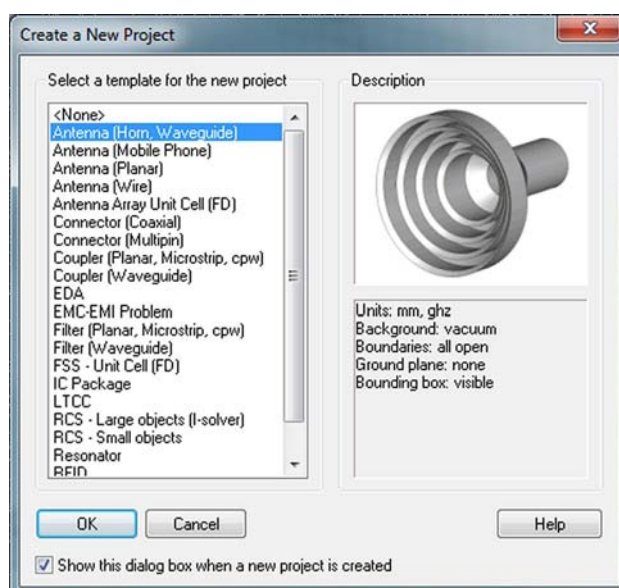 Create a New Project
Select a template for the new project
<None>
Antenna (Horn, Waveguide)
Antenna (Mobile Phone)
Antenna (Planar)
Antenna (Wire)
Antenna Array Unit Cell (FD)
Connector (Coaxial)
Connector (Multipin)
Coupler (Planar, Microstrip, cpw)
Coupler (Waveguide)
EDA
EMC-EMI Problem
Filter (Planar, Microstrip, cpw)
Filter (Waveguide)
FSS - Unit Cell (FD)
IC Package
LTCC
RCS - Large objects (I-solver)
RCS - Small objects
Resonator
RFID
Description
Units: mm, ghz
Background: vacuum
Boundaries: all open
Ground plane: none
Bounding box: visible
OK
Cancel
Help
Show this dialog box when a new project is created